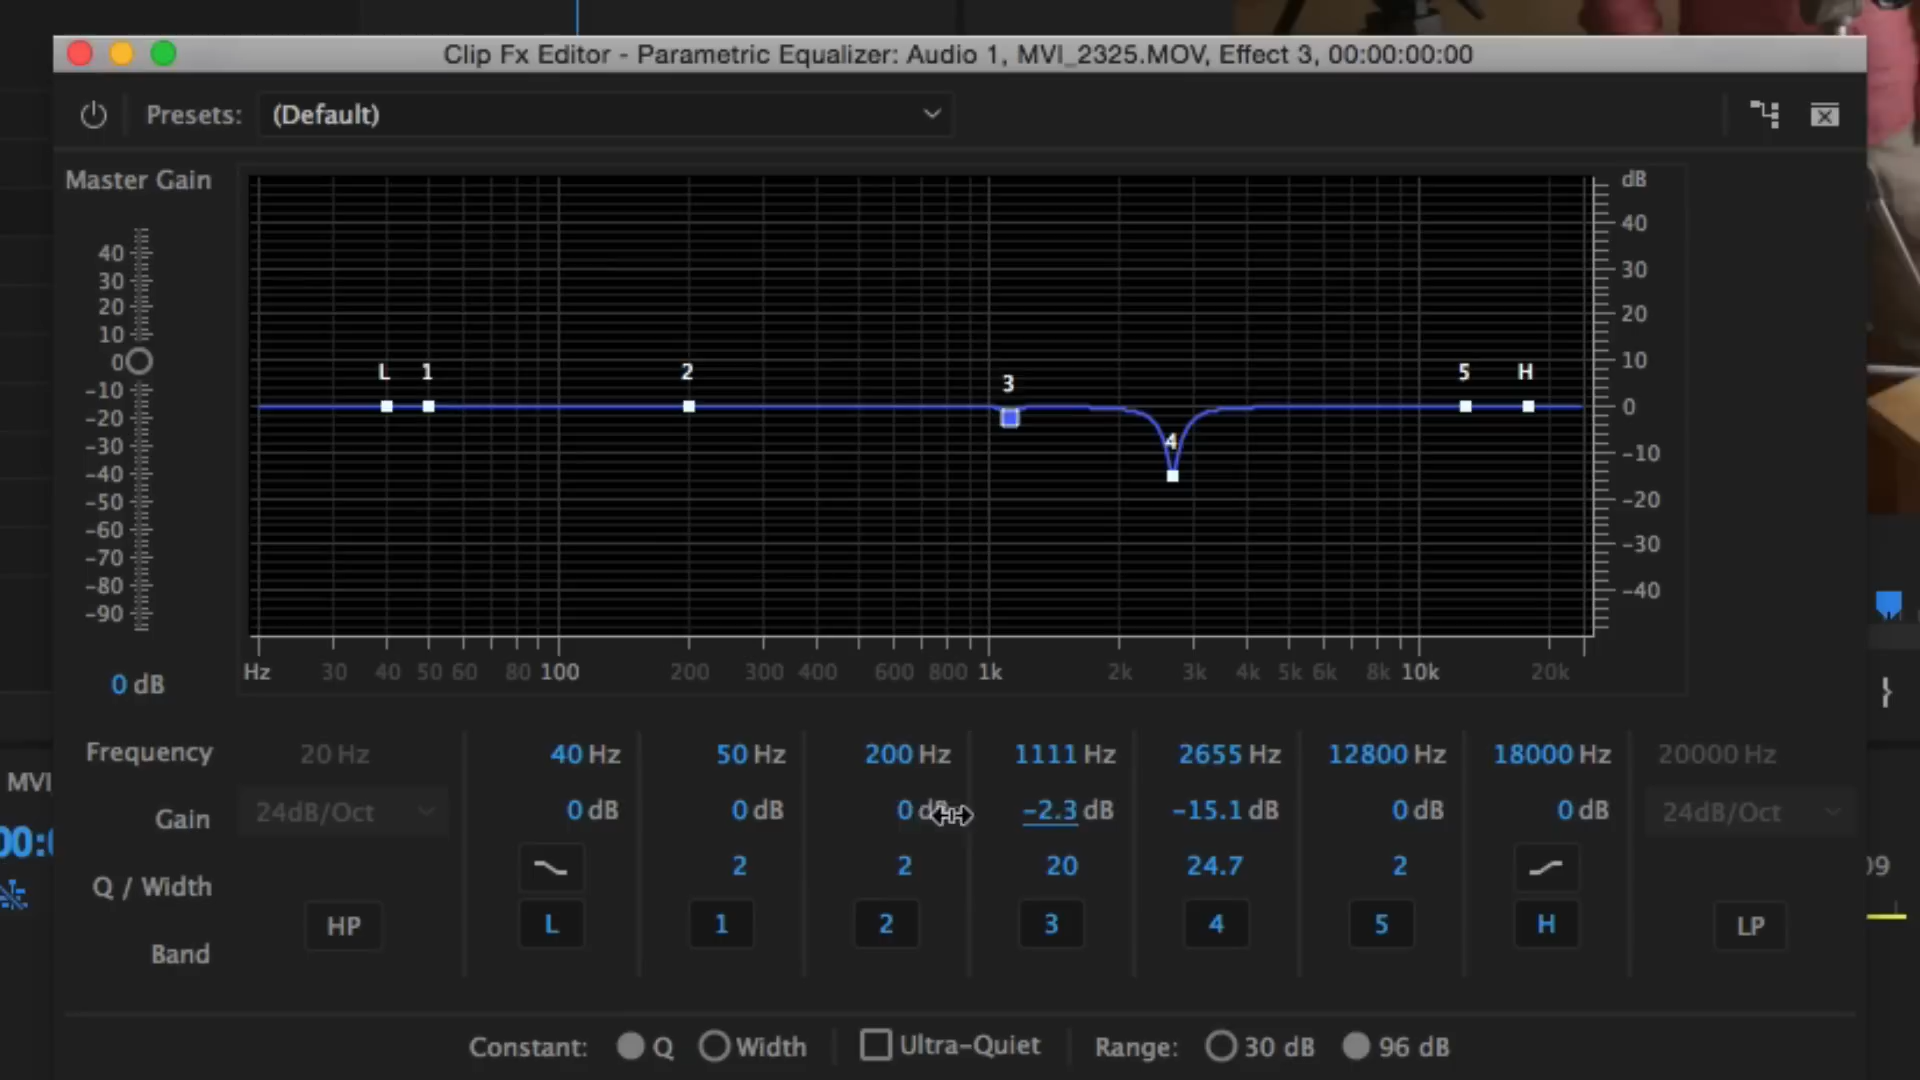 Clip Fx Editor - Parametric Equalizer: Audio 1, MVI_2325.MOV, Effect 3, 00:00:00:00
Presets: (Default)
Master Gain
40
30
20
10
0
-10
-20
-30
-40
-50
-60
-70
-80
-90
0 dB
L 1 2 3 4 5 H
dB
40
30
20
10
0
-10
-20
-30
-40
Hz 30 40 50 60 80 100 200 300 400 600 800 1k 2k 3k 4k 5k 6k 8k 10k 20k
Frequency 20 Hz 40 Hz 50 Hz 200 Hz 1111 Hz 2655 Hz 12800 Hz 18000 Hz 20000 Hz
Gain 24dB/Oct 0 dB 0 dB 0 dB -2.3 dB -15.1 dB 0 dB 0 dB 24dB/Oct
Q / Width 2 2 20 24.7 2
Band HP L 1 2 3 4 5 H LP
Constant: Q Width Ultra-Quiet Range: 30 dB 96 dB
MVI
00:
09